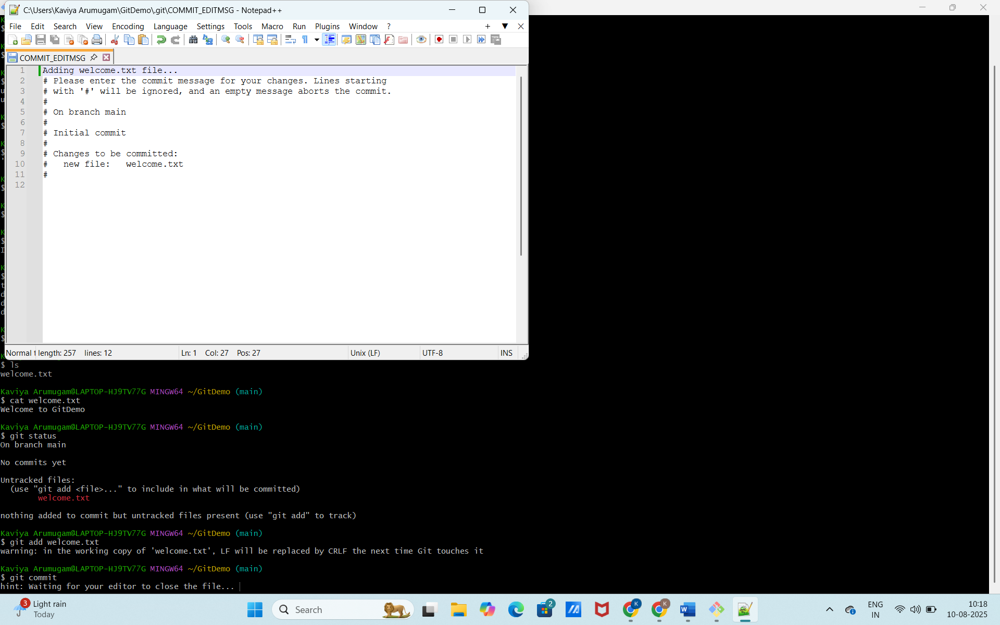 C:\Users\Kaviya Arumugam\GitDemo\.git\COMMIT_EDITMSG - Notepad++
File Edit Search View Encoding Language Settings Tools Macro Run Plugins Window ?
COMMIT_EDITMSG
1 Adding welcome.txt file...
2 # Please enter the commit message for your changes. Lines starting
3 # with '#' will be ignored, and an empty message aborts the commit.
4 #
5 # On branch main
6 #
7 # Initial commit
8 #
9 # Changes to be committed:
10 #   new file:   welcome.txt
11 #
12
Normal t length: 257 lines: 12 Ln: 1 Col: 27 Pos: 27 Unix (LF) UTF-8 INS
$ ls
welcome.txt
Kaviya Arumugam@LAPTOP-HJ9TV77G MINGW64 ~/GitDemo (main)
$ cat welcome.txt
Welcome to GitDemo
Kaviya Arumugam@LAPTOP-HJ9TV77G MINGW64 ~/GitDemo (main)
$ git status
On branch main
No commits yet
Untracked files:
  (use "git add <file>..." to include in what will be committed)
        welcome.txt
nothing added to commit but untracked files present (use "git add" to track)
Kaviya Arumugam@LAPTOP-HJ9TV77G MINGW64 ~/GitDemo (main)
$ git add welcome.txt
warning: in the working copy of 'welcome.txt', LF will be replaced by CRLF the next time Git touches it
Kaviya Arumugam@LAPTOP-HJ9TV77G MINGW64 ~/GitDemo (main)
$ git commit
hint: Waiting for your editor to close the file...
3 Light rain
Today
Search
2
K
K
ENG
IN
10:18
10-08-2025